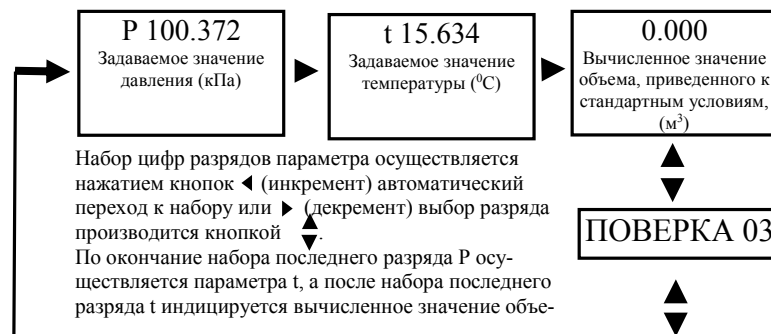 P 100.372
Задаваемое значение
давления (кПа)
t 15.634
Задаваемое значение
температуры (⁰С)
0.000
Вычисленное значение
объема, приведенного к
стандартным условиям,
(м³)
Набор цифр разрядов параметра осуществляется
нажатием кнопок ◀ (инкремент) автоматический
переход к набору или ▶ (декремент) выбор разряда
производится кнопкой ▲▼.
По окончание набора последнего разряда P осу-
ществляется параметра t, а после набора последнего
разряда t индицируется вычисленное значение объе-
ПОВЕРКА 03